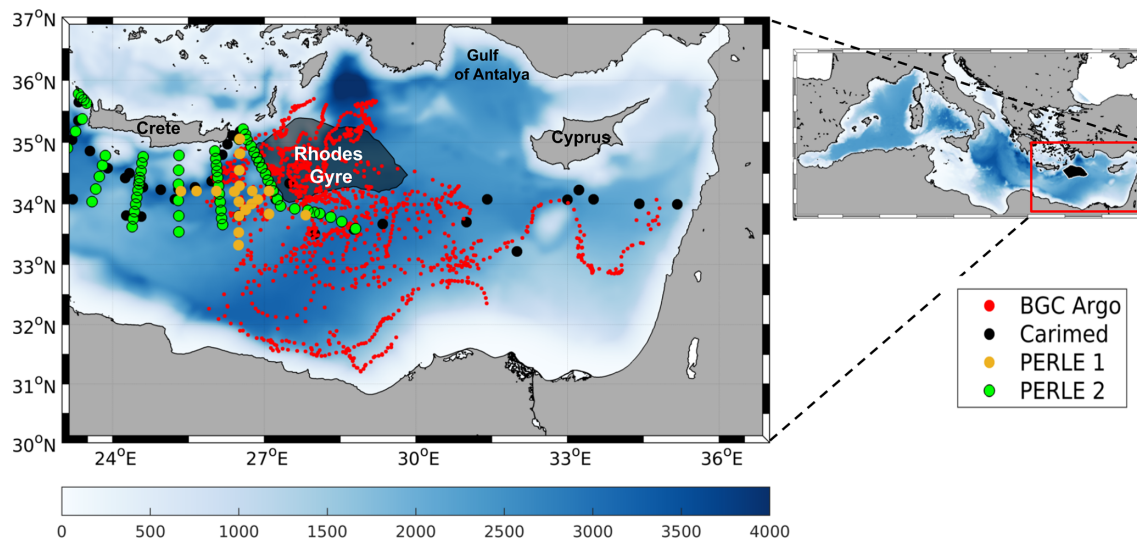 37°N
36°N
35°N
34°N
33°N
32°N
31°N
30°N
24°E
27°E
30°E
33°E
36°E
Gulf
of Antalya
Crete
Cyprus
Rhodes
Gyre
BGC Argo
Carimed
PERLE 1
PERLE 2
0
500
1000
1500
2000
2500
3000
3500
4000